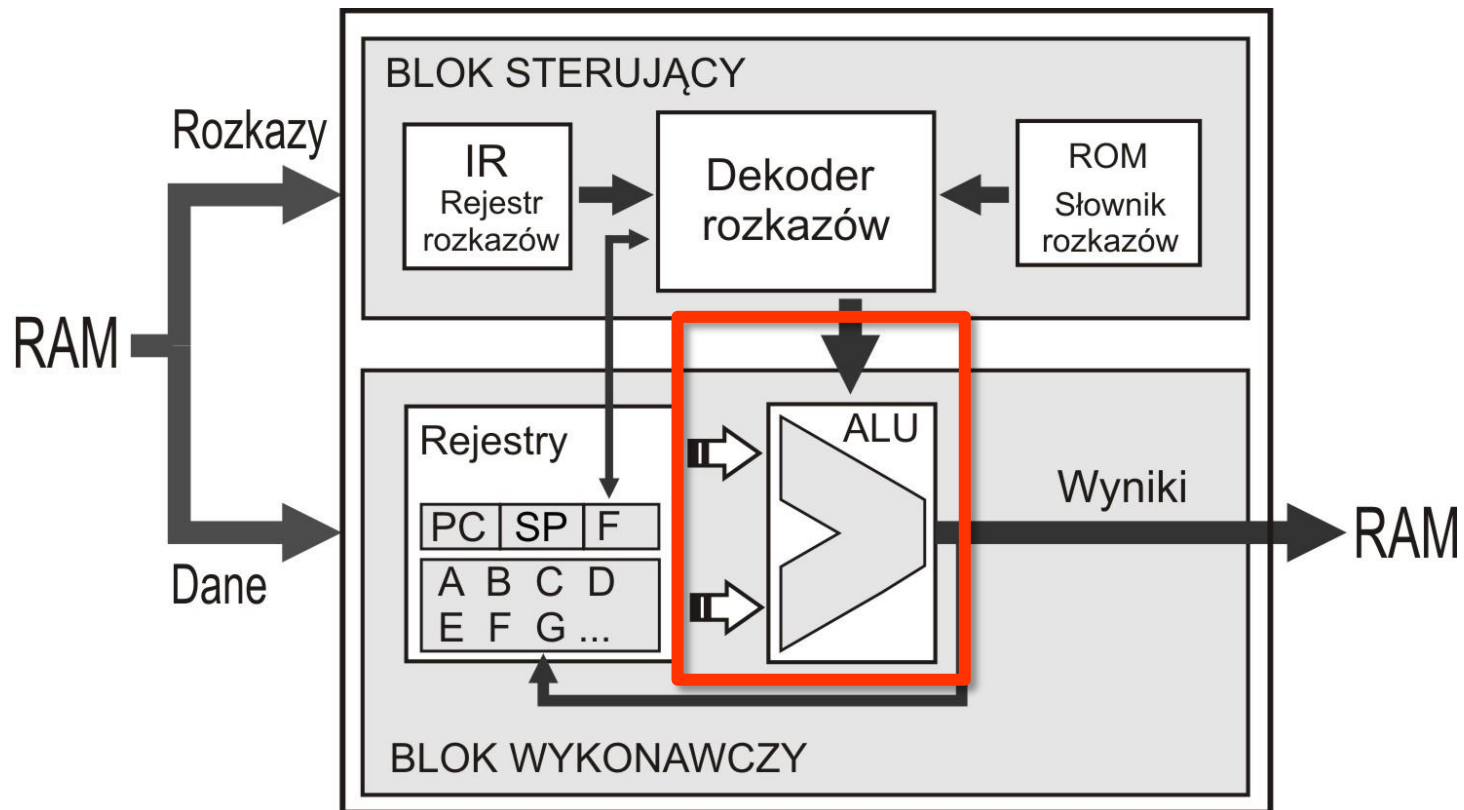 BLOK STERUJĄCY
Rozkazy
IR
Rejestr
rozkazów
Dekoder
rozkazów
ROM
Słownik
rozkazów
RAM
Rejestry
PC SP F
A B C D
E F G ...
ALU
Wyniki
RAM
Dane
BLOK WYKONAWCZY